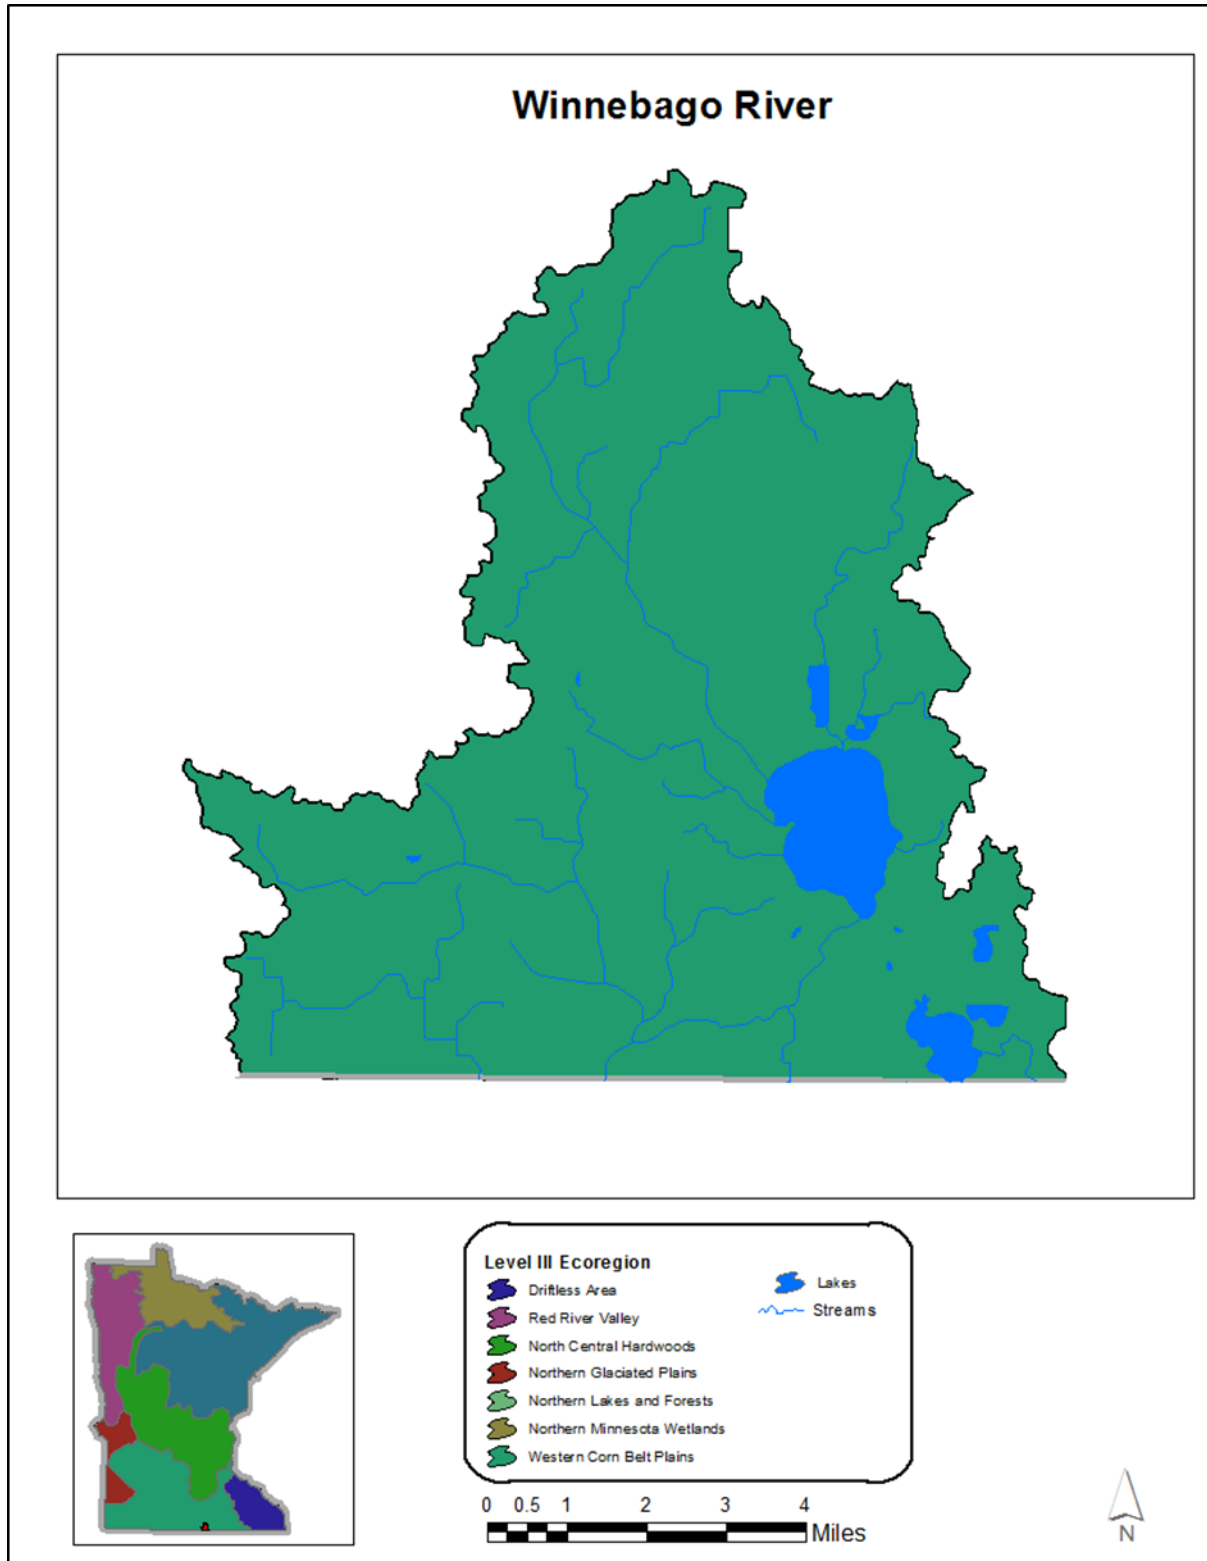 Winnebago River
Level III Ecoregion
Driftless Area
Red River Valley
North Central Hardwoods
Northern Glaciated Plains
Northern Lakes and Forests
Northern Minnesota Wetlands
Western Corn Belt Plains
Lakes
Streams
0 0.5 1 2 3 4
Miles
N